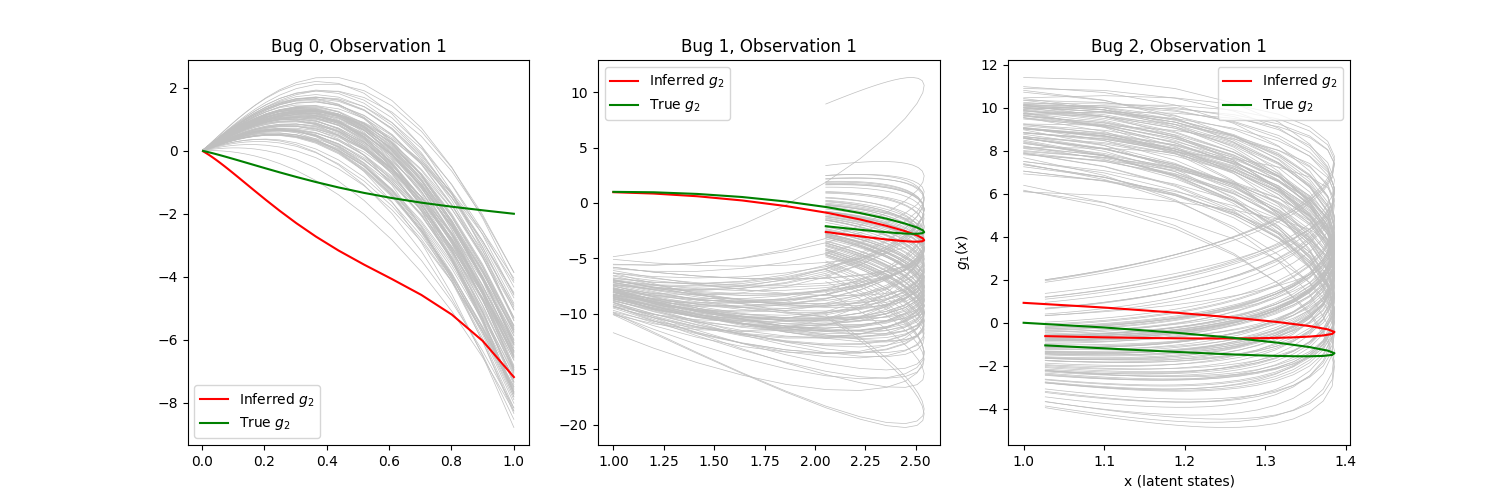 Bug 0, Observation 1
2
0
−2
−4
−6
−8
Inferred g₂
True g₂
0.0 0.2 0.4 0.6 0.8 1.0
Bug 1, Observation 1
Inferred g₂
True g₂
10
5
0
−5
−10
−15
−20
1.00 1.25 1.50 1.75 2.00 2.25 2.50
Bug 2, Observation 1
Inferred g₂
True g₂
12
10
8
6
4
2
0
−2
−4
g₁(x)
1.0 1.1 1.2 1.3 1.4
x (latent states)